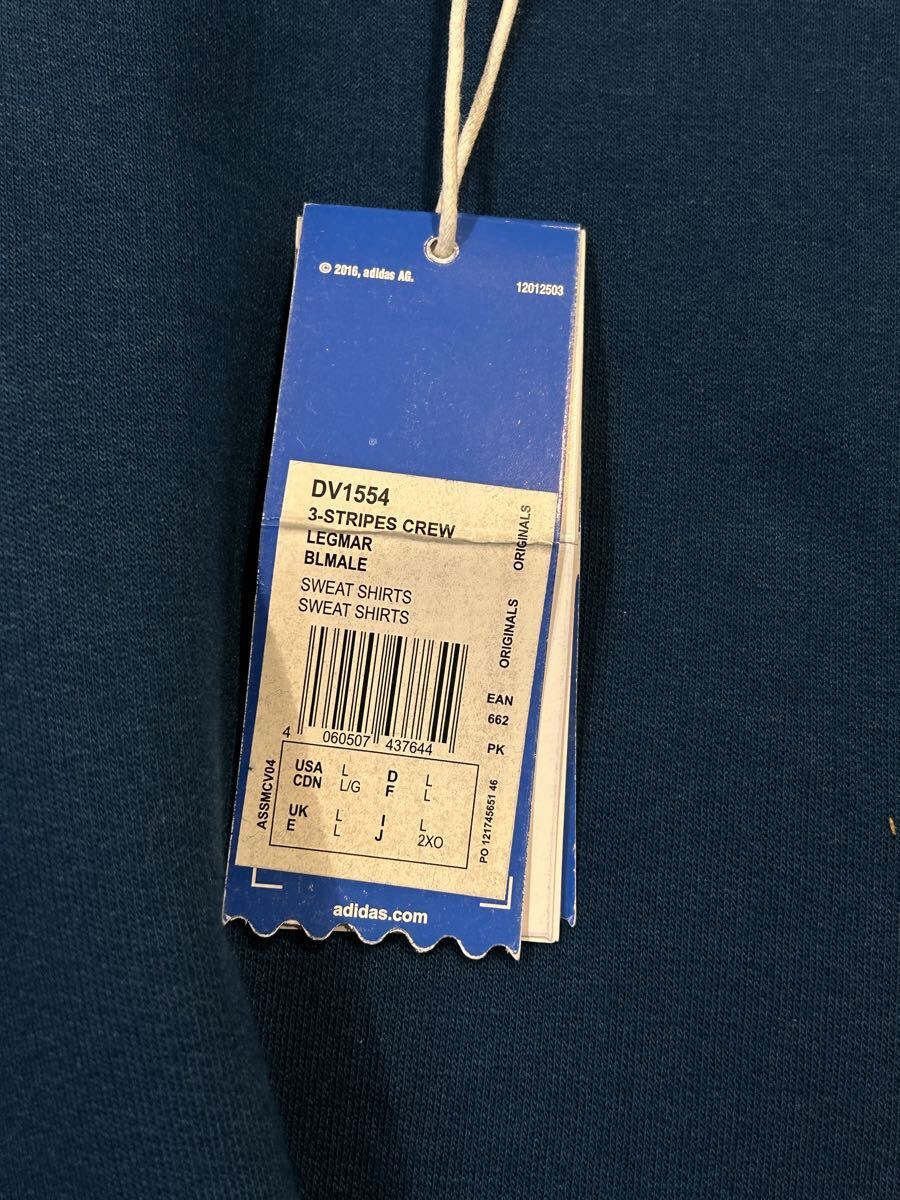 © 2016, adidas AG.
12012503
DV1554
3-STRIPES CREW
LEGMAR
BLMALE
SWEAT SHIRTS
SWEAT SHIRTS
ORIGINALS
ORIGINALS
EAN
662
PK
4 060507 437644
ASSMCV04
USA L D L
CDN L/G F L
UK L I L
E L J 2XO
PO 121745651 46
adidas.com